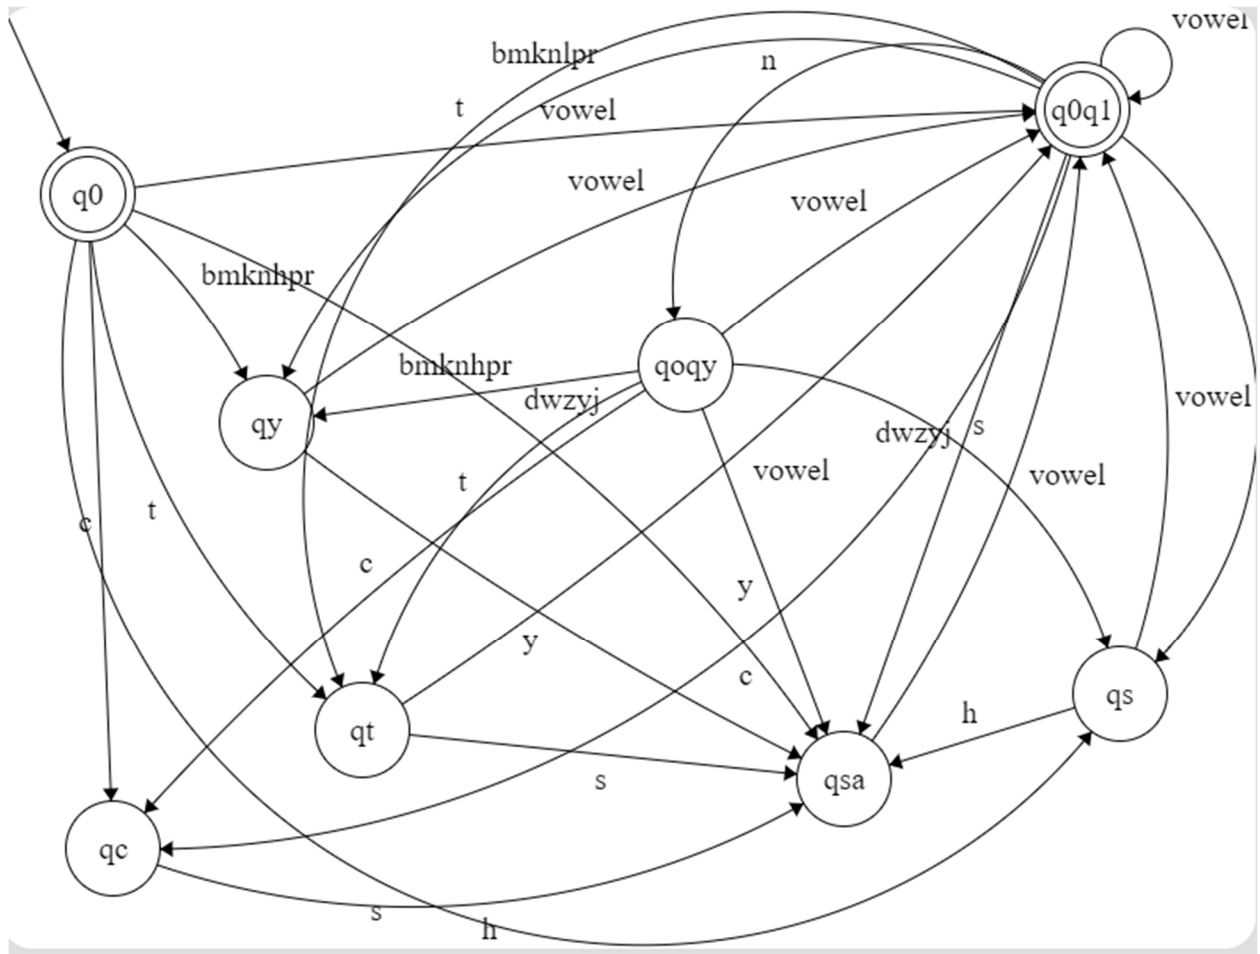 vowel
bmknlpr
n
t
vowel
q0q1
vowel
q0
vowel
bmknhpr
bmknhpr
qoqy
dwzyj
vowel
qy
dwzyj
s
vowel
vowel
t
c
t
c
y
y
c
qs
h
qt
s
qsa
qc
s
h